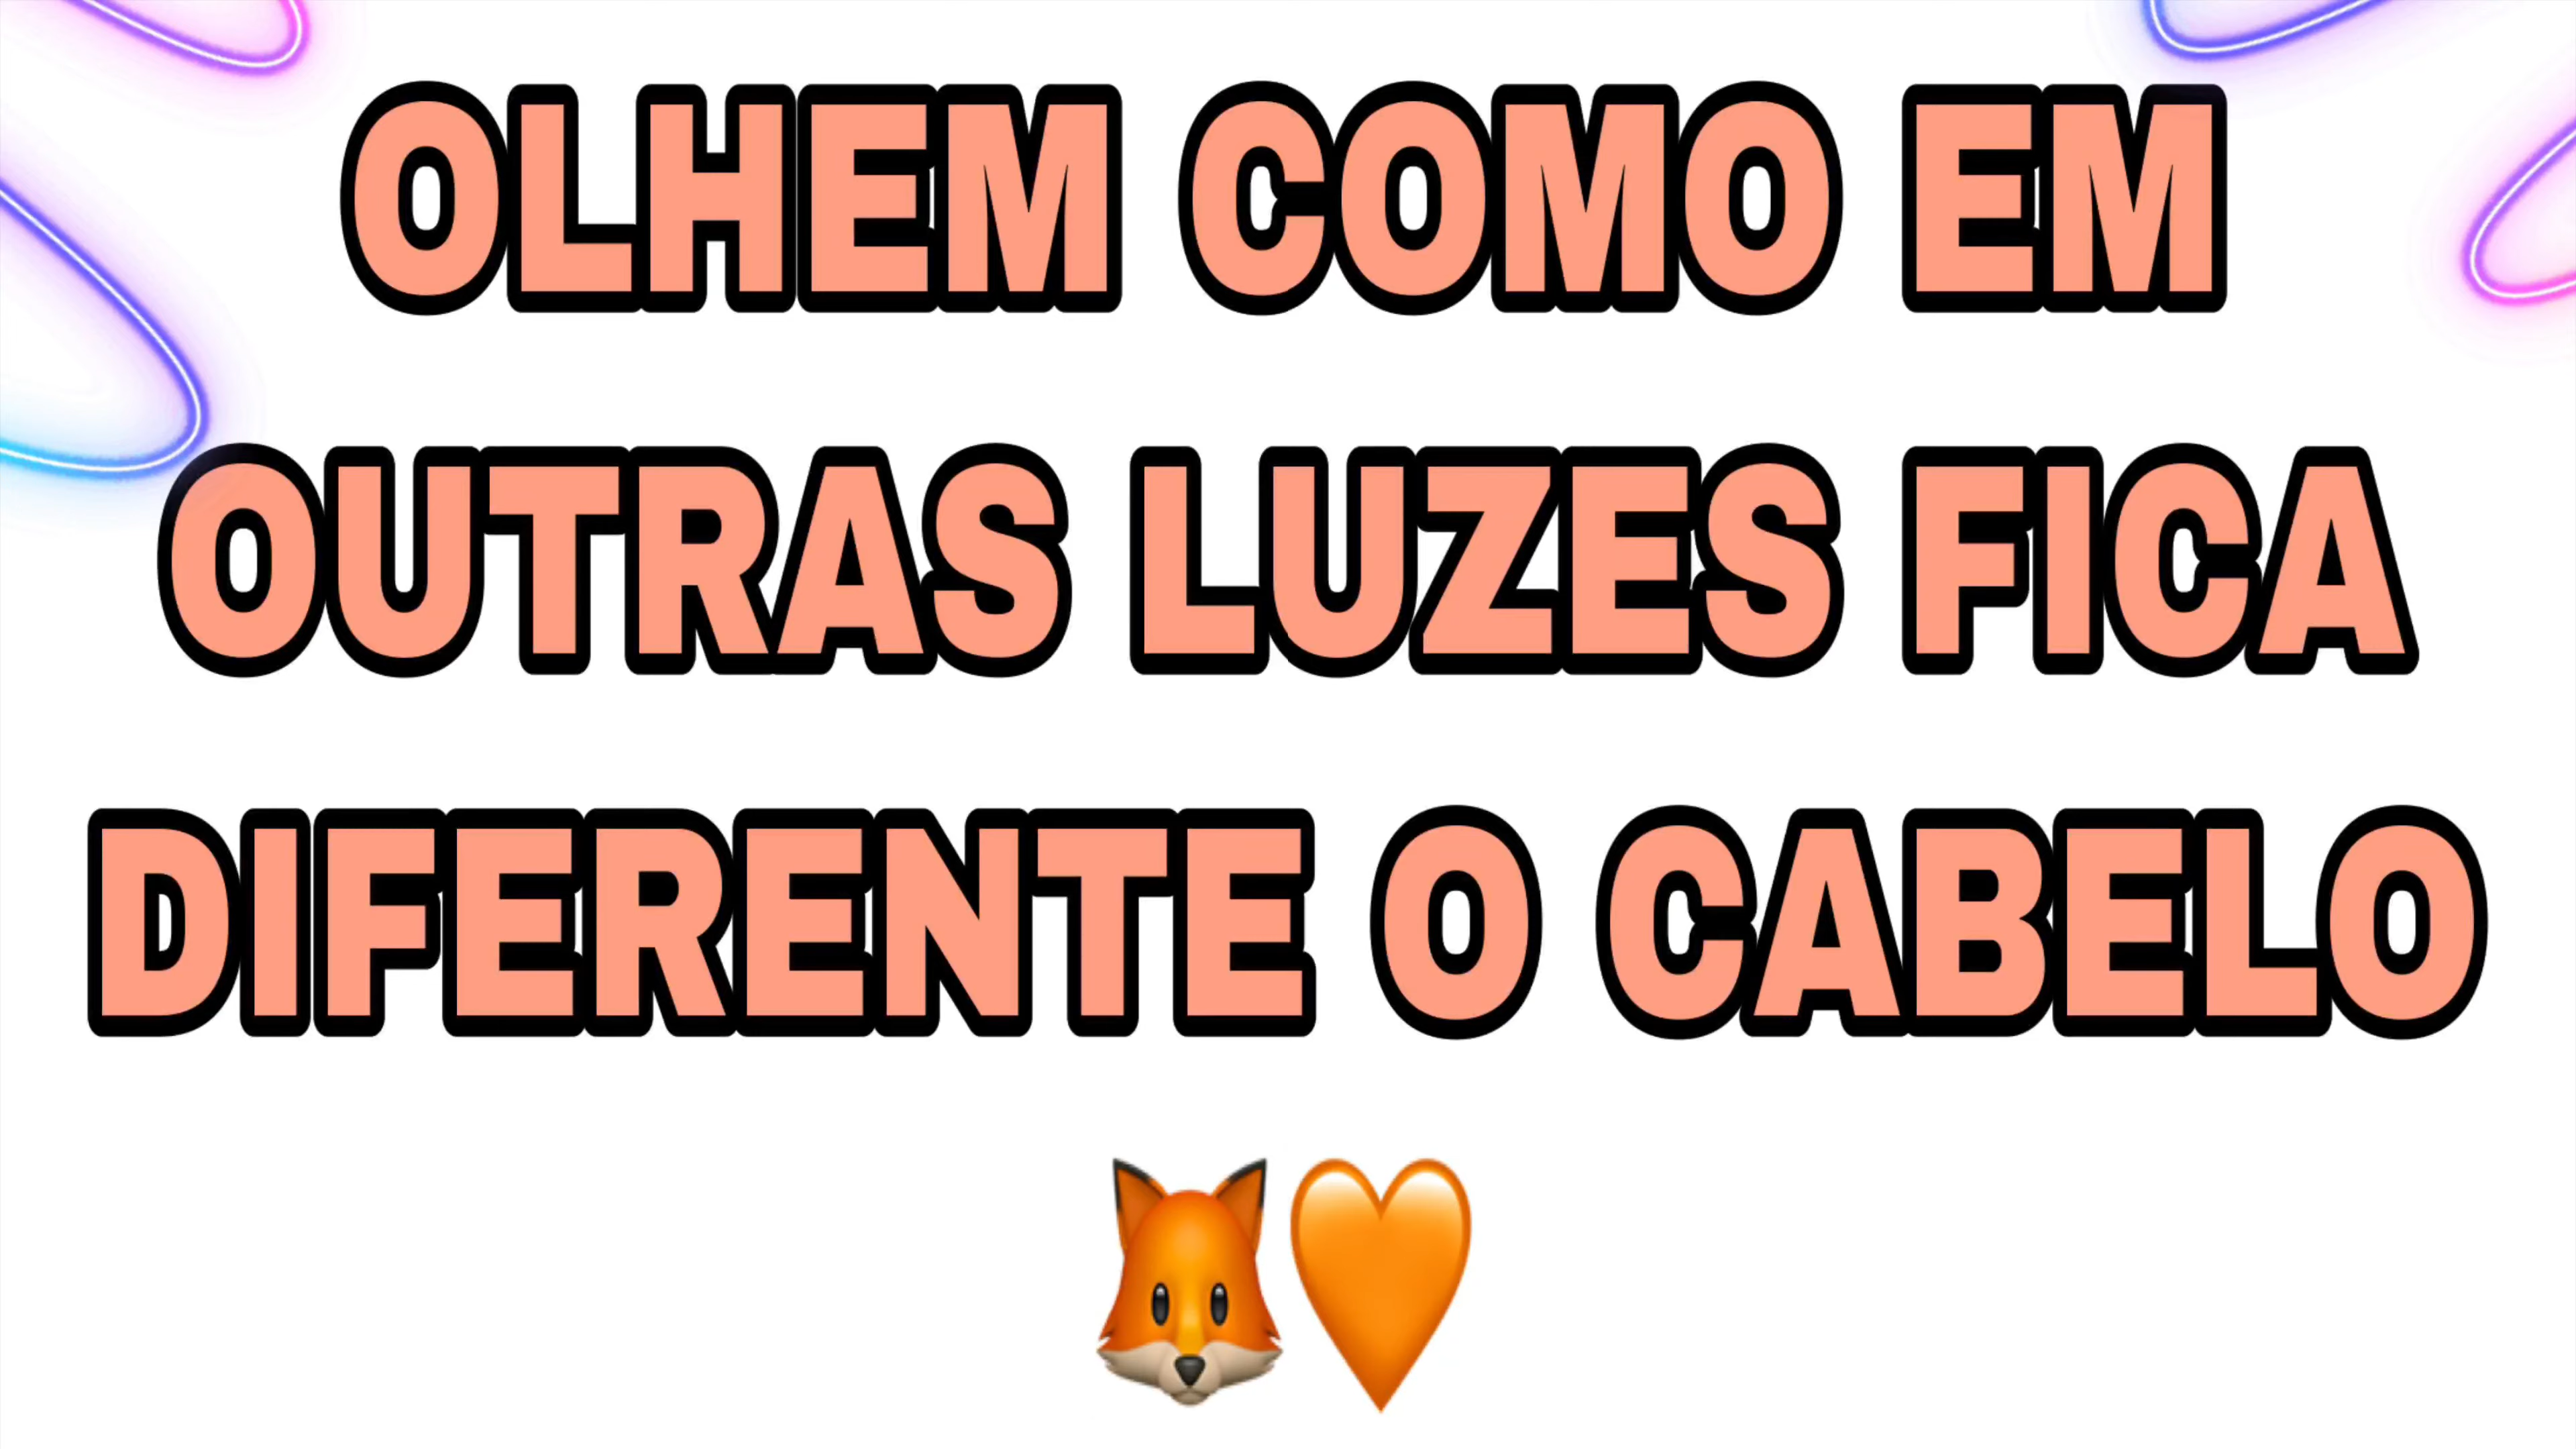 OLHEM COMO EM
OUTRAS LUZES FICA
DIFERENTE O CABELO
🦊🧡